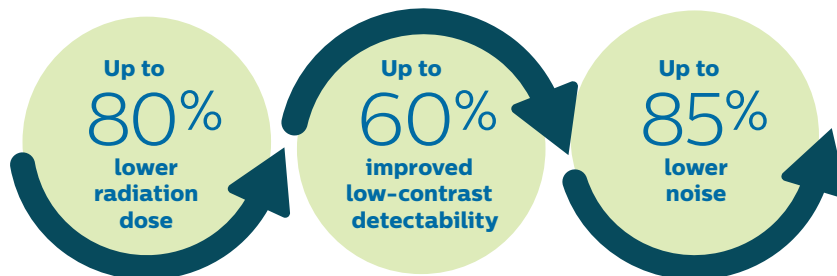 Up to
80%
lower
radiation
dose
Up to
60%
improved
low-contrast
detectability
Up to
85%
lower
noise